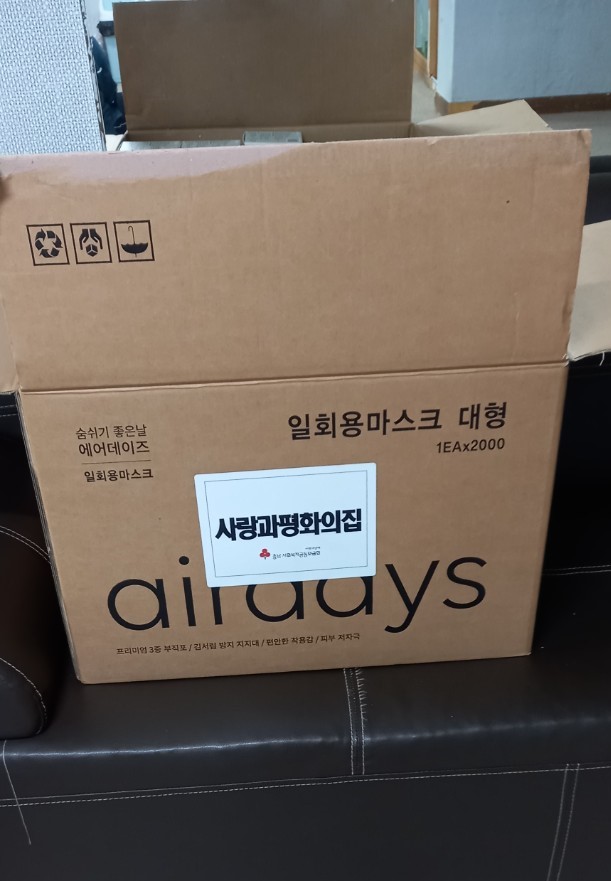 숨쉬기 좋은날
에어데이즈
일회용마스크
일회용마스크 대형
1EAx2000
사랑과평화의집
airdays
프리미엄 3중 부직포 / 김서림 방지 지지대 / 편안한 착용감 / 피부 저자극